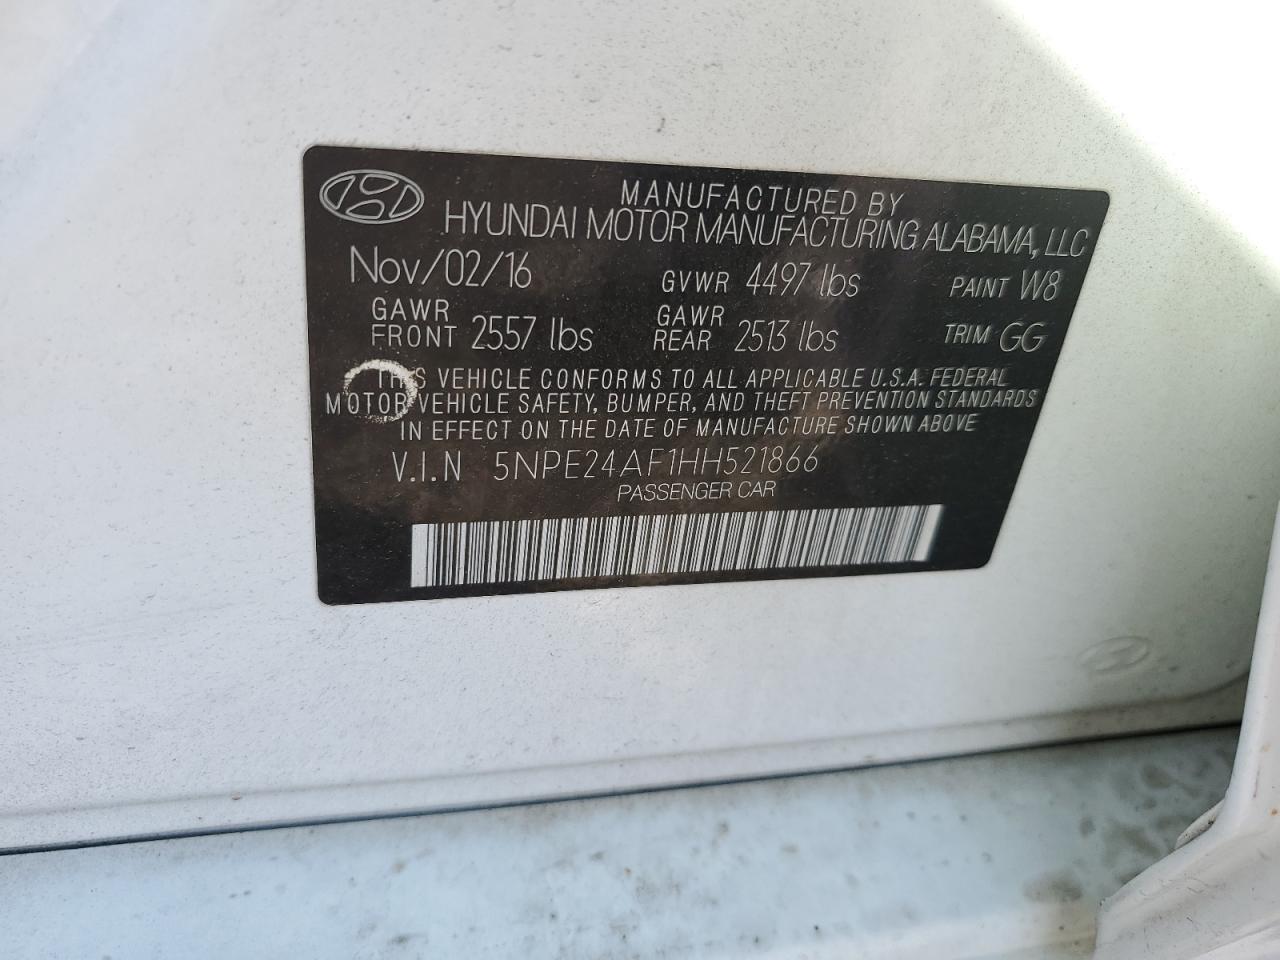 MANUFACTURED BY
HYUNDAI MOTOR MANUFACTURING ALABAMA, LLC
Nov/02/16 GVWR 4497 lbs PAINT W8
GAWR FRONT 2557 lbs GAWR REAR 2513 lbs TRIM GG
THIS VEHICLE CONFORMS TO ALL APPLICABLE U.S.A. FEDERAL
MOTOR VEHICLE SAFETY, BUMPER, AND THEFT PREVENTION STANDARDS
IN EFFECT ON THE DATE OF MANUFACTURE SHOWN ABOVE
V.I.N 5NPE24AF1HH521866
PASSENGER CAR